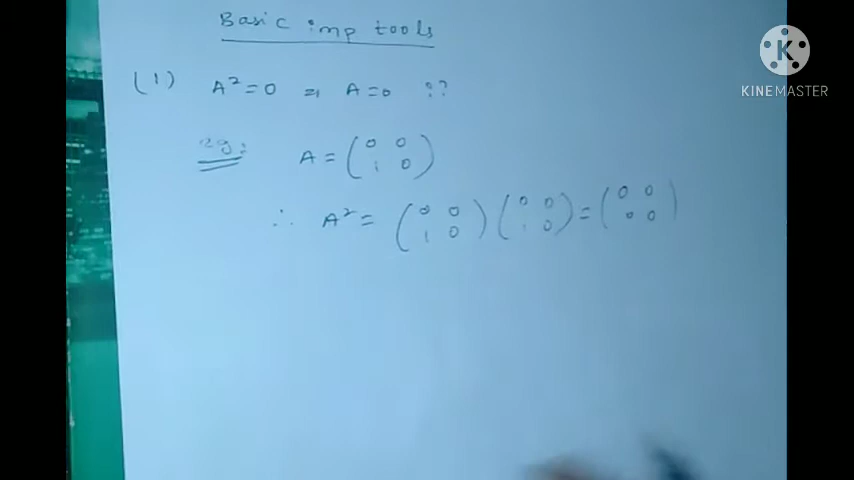 Basic imp tools
(1) A² = 0 ⇒ A = 0 ??
eg:
A = (0 0
1 0)
∴ A² = (0 0
1 0) (0 0
1 0) = (0 0
0 0)
K
KINEMASTER